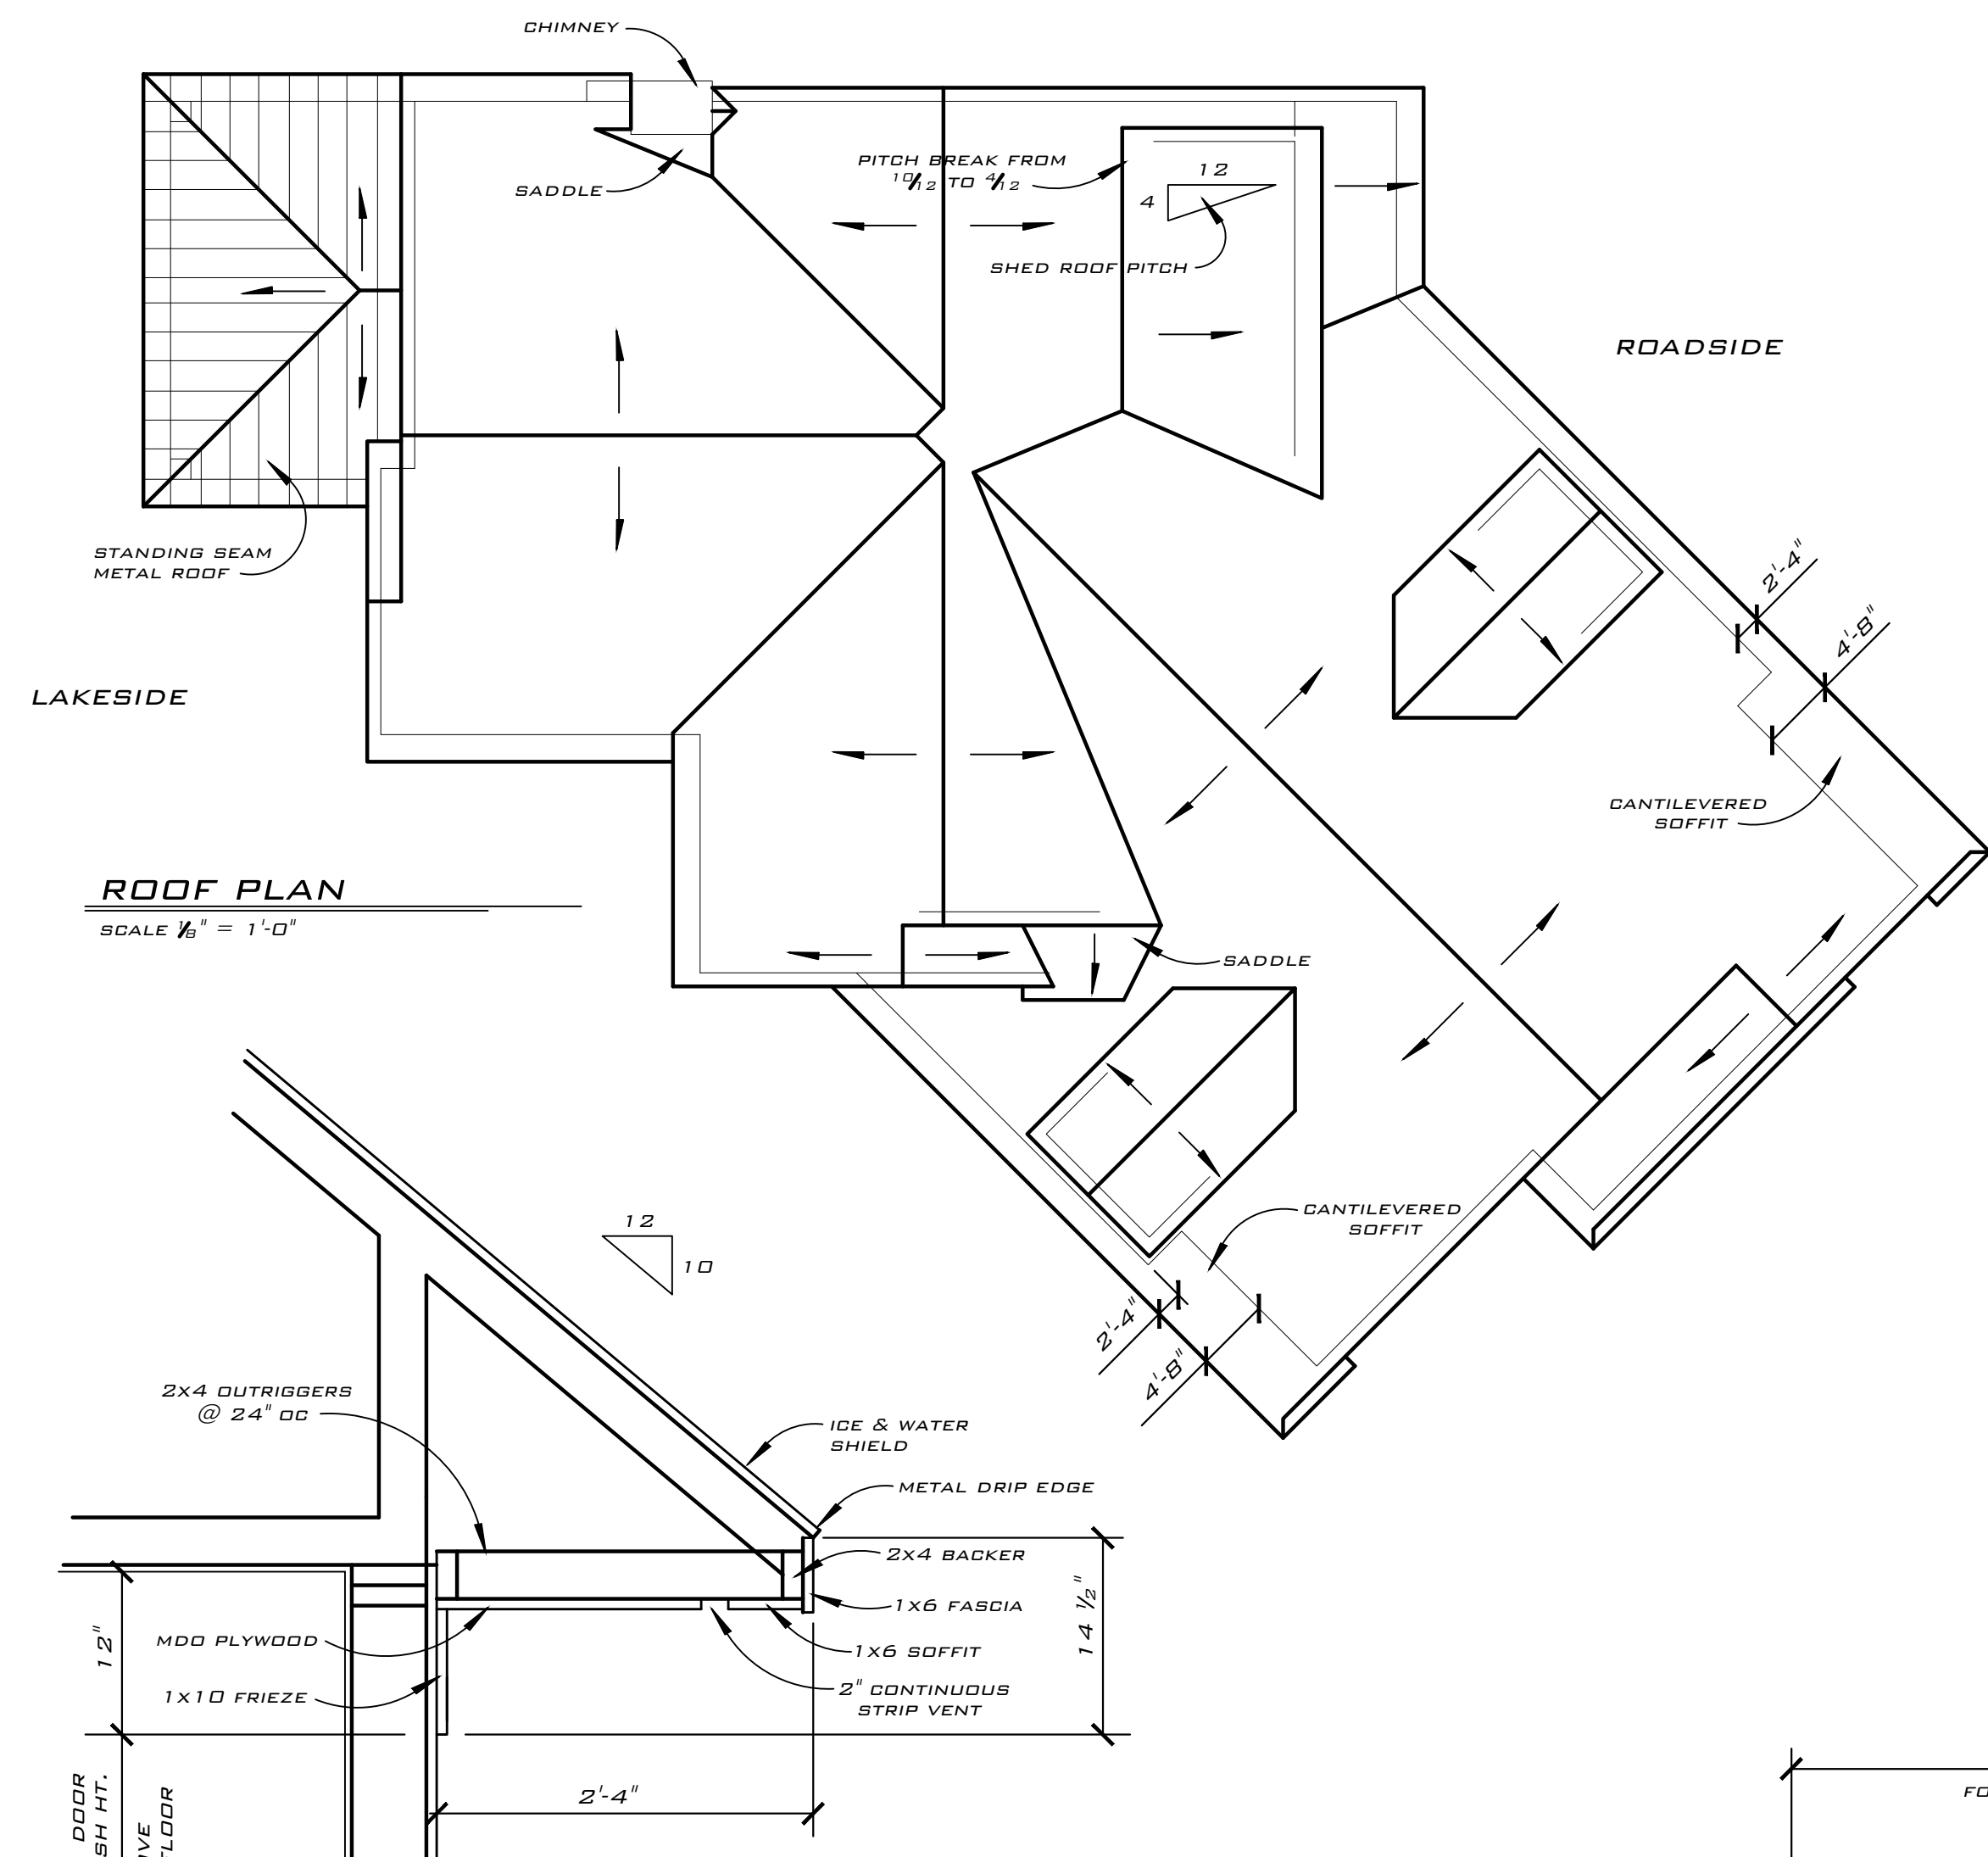 CHIMNEY
SADDLE
PITCH BREAK FROM
10/12 TO 4/12
12
4
SHED ROOF PITCH
ROADSIDE
STANDING SEAM
METAL ROOF
2'-4"
4'-8"
LAKESIDE
CANTILEVERED
SOFFIT
ROOF PLAN
SCALE 1/8" = 1'-0"
SADDLE
CANTILEVERED
SOFFIT
2'-4"
4'-8"
12
10
2x4 OUTRIGGERS
@ 24" OC
ICE & WATER
SHIELD
METAL DRIP EDGE
2x4 BACKER
1x6 FASCIA
14 1/2"
12"
MDO PLYWOOD
1x6 SOFFIT
1x10 FRIEZE
2" CONTINUOUS
STRIP VENT
2'-4"
DOOR
HT.